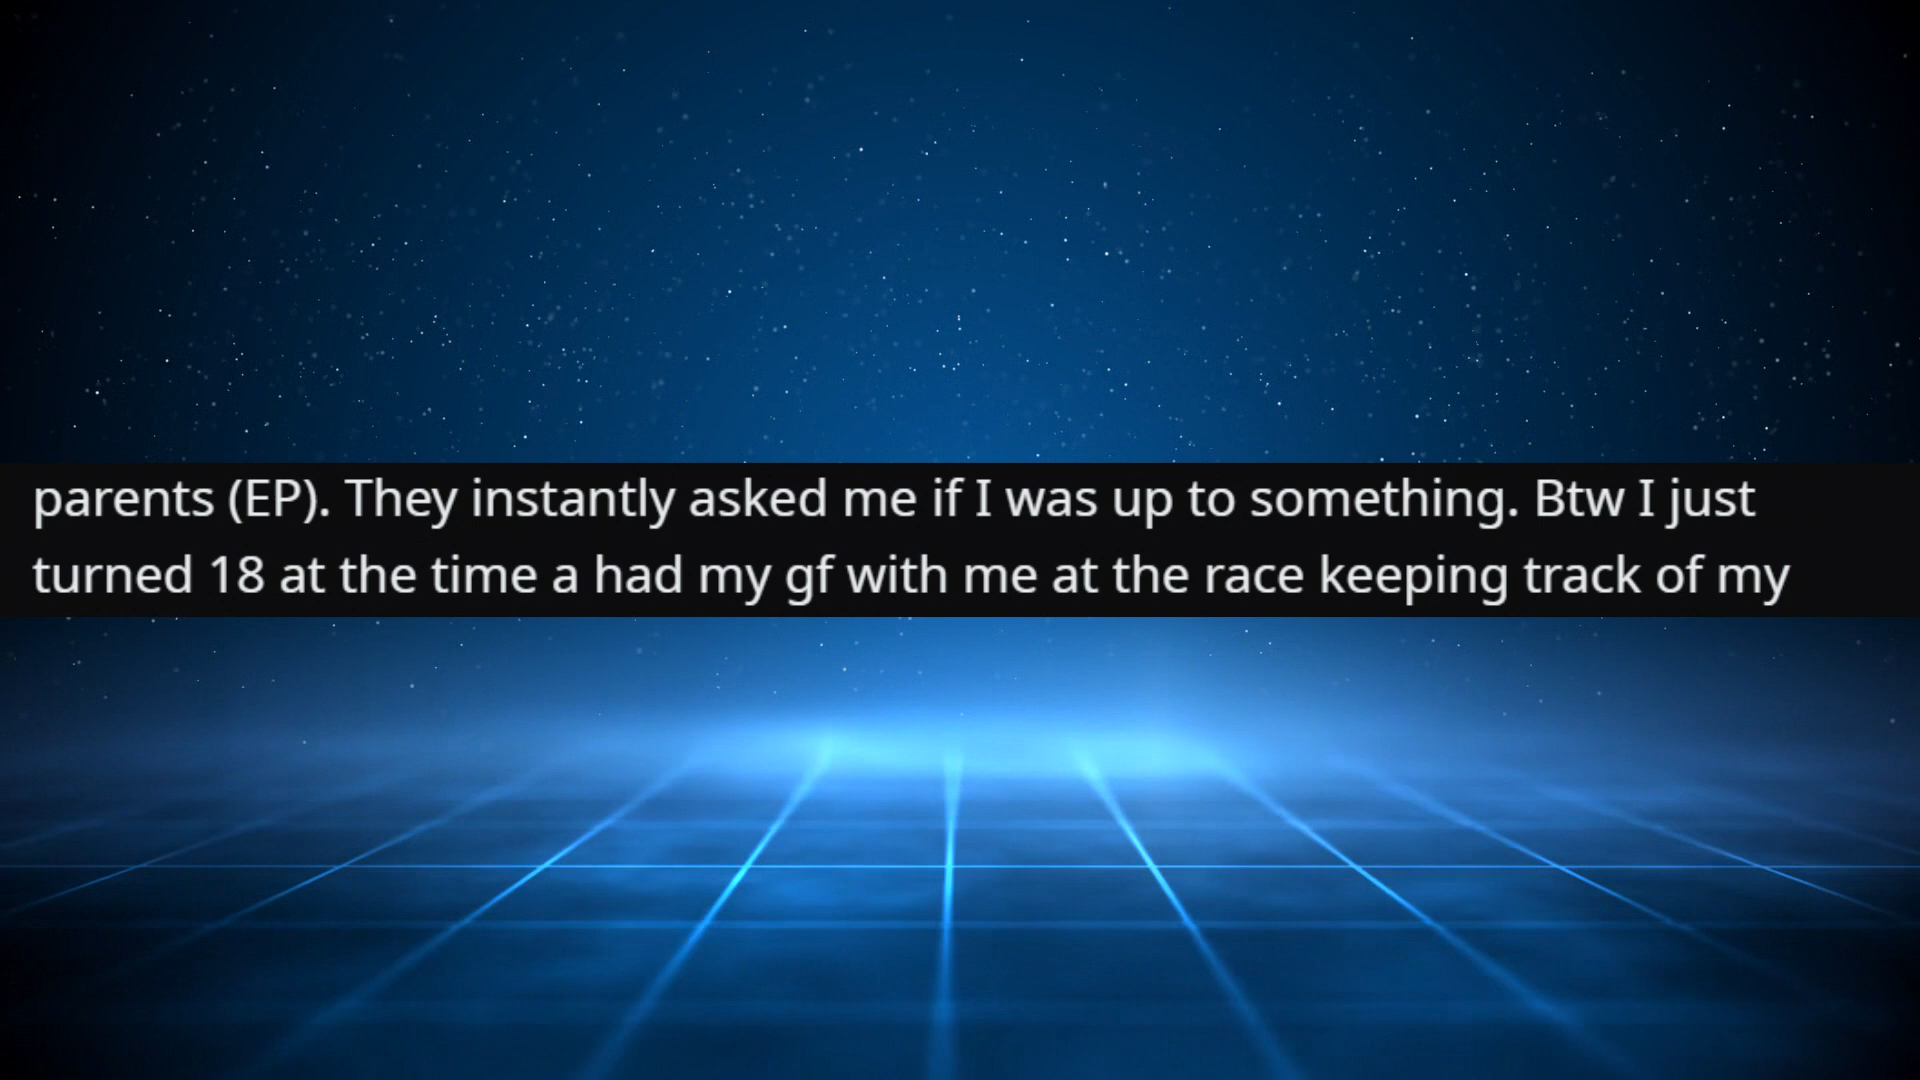 parents (EP). They instantly asked me if I was up to something. Btw I just
turned 18 at the time a had my gf with me at the race keeping track of my